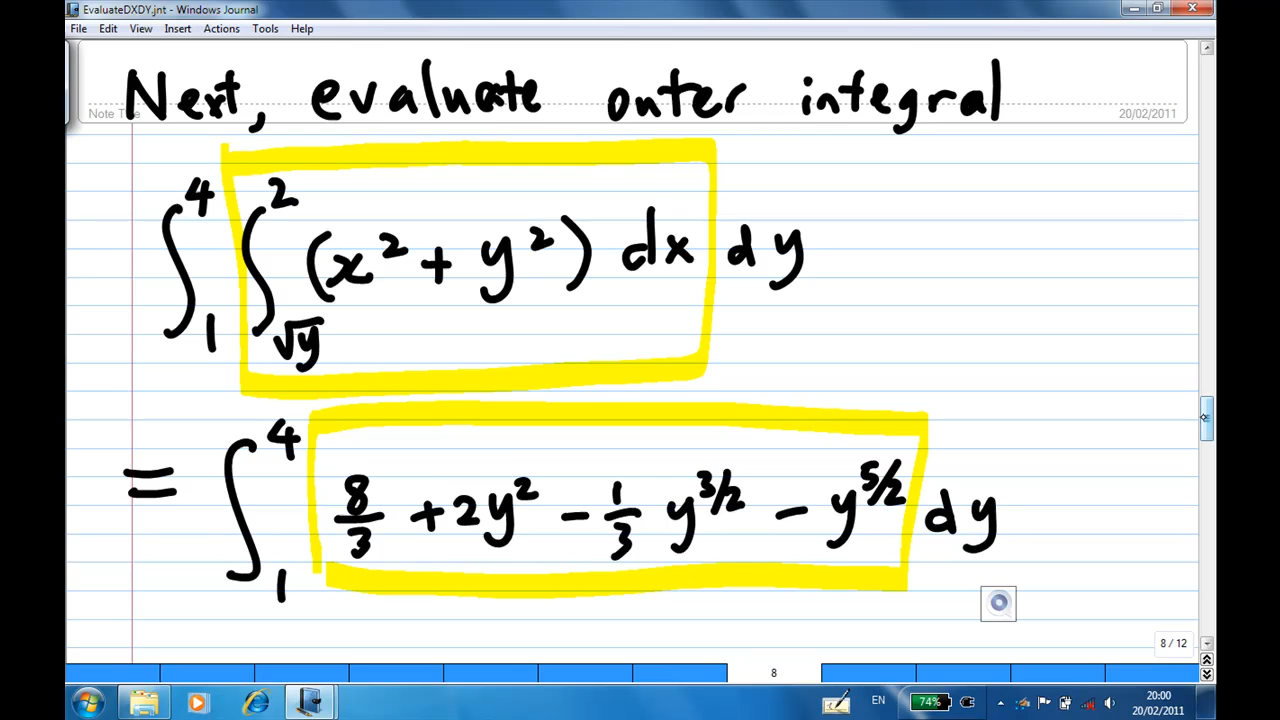 EvaluateDXDY.jnt - Windows Journal
File Edit View Insert Actions Tools Help
Next, evaluate outer integral
Note Title
20/02/2011
∫₁⁴ ∫_√y² (x² + y²) dx dy
= ∫₁⁴ 8/3 + 2y² − 1/3 y^3/2 − y^5/2 dy
8 / 12
8
EN
74%
20:00
20/02/2011